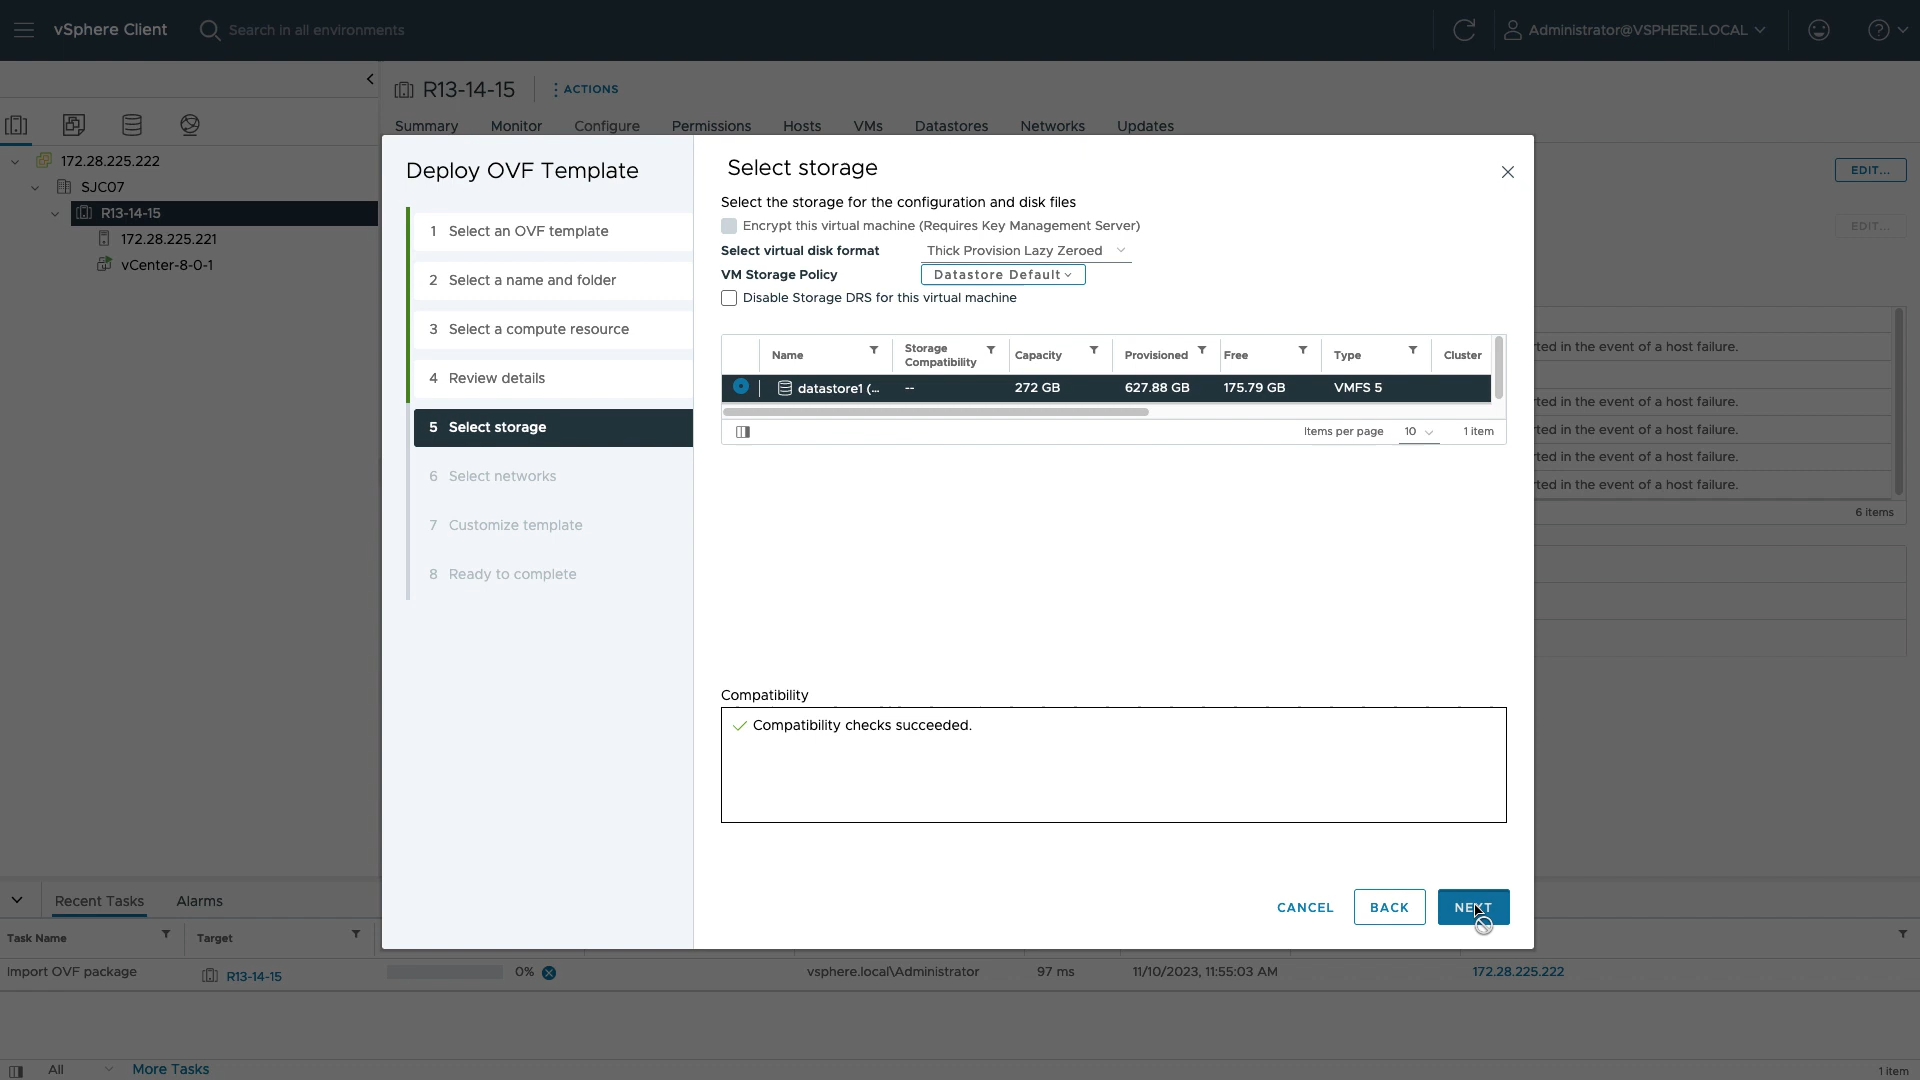 vSphere Client
Search in all environments
Administrator@VSPHERE.LOCAL
R13-14-15
ACTIONS
Summary Monitor Configure Permissions Hosts VMs Datastores Networks Updates
172.28.225.222
SJC07
R13-14-15
172.28.225.221
vCenter-8-0-1
Deploy OVF Template
1 Select an OVF template
2 Select a name and folder
3 Select a compute resource
4 Review details
5 Select storage
6 Select networks
7 Customize template
8 Ready to complete
Select storage
Select the storage for the configuration and disk files
Encrypt this virtual machine (Requires Key Management Server)
Select virtual disk format Thick Provision Lazy Zeroed
VM Storage Policy Datastore Default
Disable Storage DRS for this virtual machine
Name Storage Compatibility Capacity Provisioned Free Type Cluster
datastore1 (... -- 272 GB 627.88 GB 175.79 GB VMFS 5
Items per page 10 1 item
Compatibility
Compatibility checks succeeded.
CANCEL BACK NEXT
EDIT...
EDIT...
rted in the event of a host failure.
rted in the event of a host failure.
rted in the event of a host failure.
rted in the event of a host failure.
rted in the event of a host failure.
6 items
Recent Tasks Alarms
Task Name Target
Import OVF package R13-14-15 0% vsphere.local\Administrator 97 ms 11/10/2023, 11:55:03 AM 172.28.225.222
All More Tasks
1 item